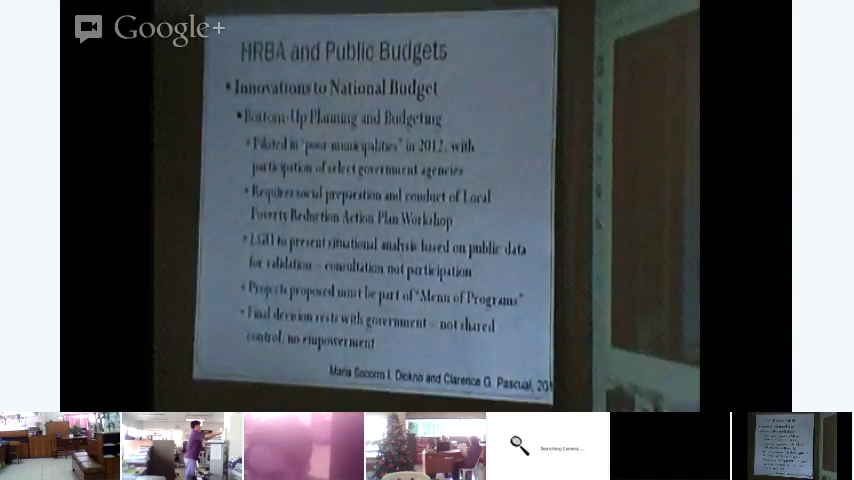 Google+
HRBA and Public Budgets
• Innovations to National Budget
• Bottom-Up Planning and Budgeting
• Piloted in "poor municipalities" in 2012, with
participation of select government agencies
• Requires social preparation and conduct of Local
Poverty Reduction Action Plan Workshop
• LGU to present situational analysis based on public data
for validation – consultation not participation
• Projects proposed must be part of "Menu of Programs"
• Final decision rests with government – not shared
control, no empowerment
Maria Socorro I. Diokno and Clarence G. Pascual, 201
Searching Camera.....